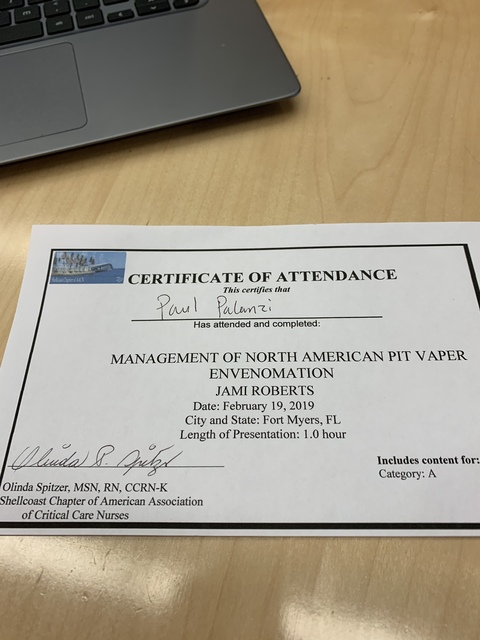 CERTIFICATE OF ATTENDANCE
This certifies that
Paul Palanzi
Has attended and completed:
MANAGEMENT OF NORTH AMERICAN PIT VAPER
ENVENOMATION
JAMI ROBERTS
Date: February 19, 2019
City and State: Fort Myers, FL
Length of Presentation: 1.0 hour
Olinda P. Spitzer
Includes content for:
Category: A
Olinda Spitzer, MSN, RN, CCRN-K
Shellcoast Chapter of American Association
of Critical Care Nurses